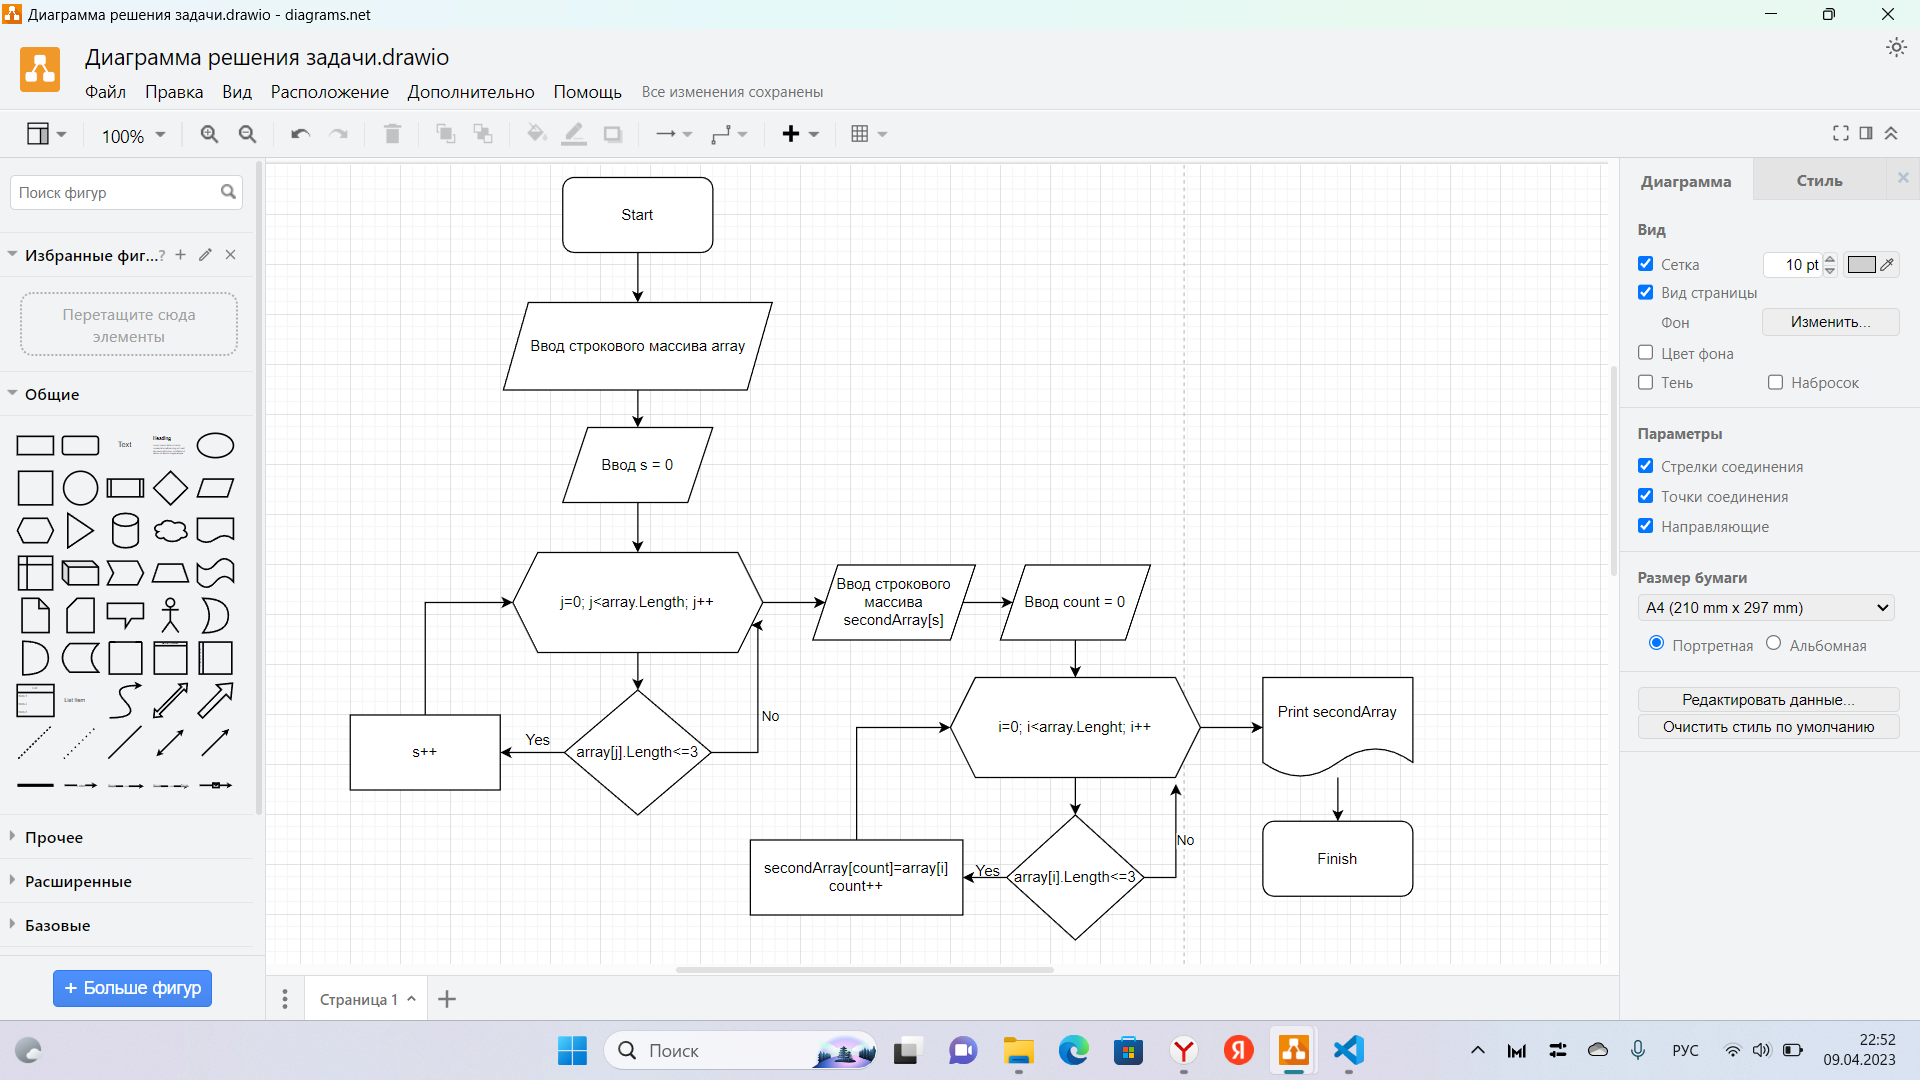 Диаграмма решения задачи.drawio - diagrams.net
Диаграмма решения задачи.drawio
Файл Правка Вид Расположение Дополнительно Помощь Все изменения сохранены
100%
Поиск фигур
Избранные фиг...?
Перетащите сюда
элементы
Общие
Text
Heading
List Item
Прочее
Расширенные
Базовые
+ Больше фигур
Start
Ввод строкового массива array
Ввод s = 0
j=0; j<array.Length; j++
Ввод строкового
массива
secondArray[s]
Ввод count = 0
array[j].Length<=3
Yes
No
s++
i=0; i<array.Lenght; i++
Print secondArray
array[i].Length<=3
Yes
No
secondArray[count]=array[i]
count++
Finish
Страница 1
Диаграмма
Стиль
Вид
Сетка
10 pt
Вид страницы
Фон
Изменить...
Цвет фона
Тень
Набросок
Параметры
Стрелки соединения
Точки соединения
Направляющие
Размер бумаги
A4 (210 mm x 297 mm)
Портретная
Альбомная
Редактировать данные...
Очистить стиль по умолчанию
Поиск
РУС
22:52
09.04.2023